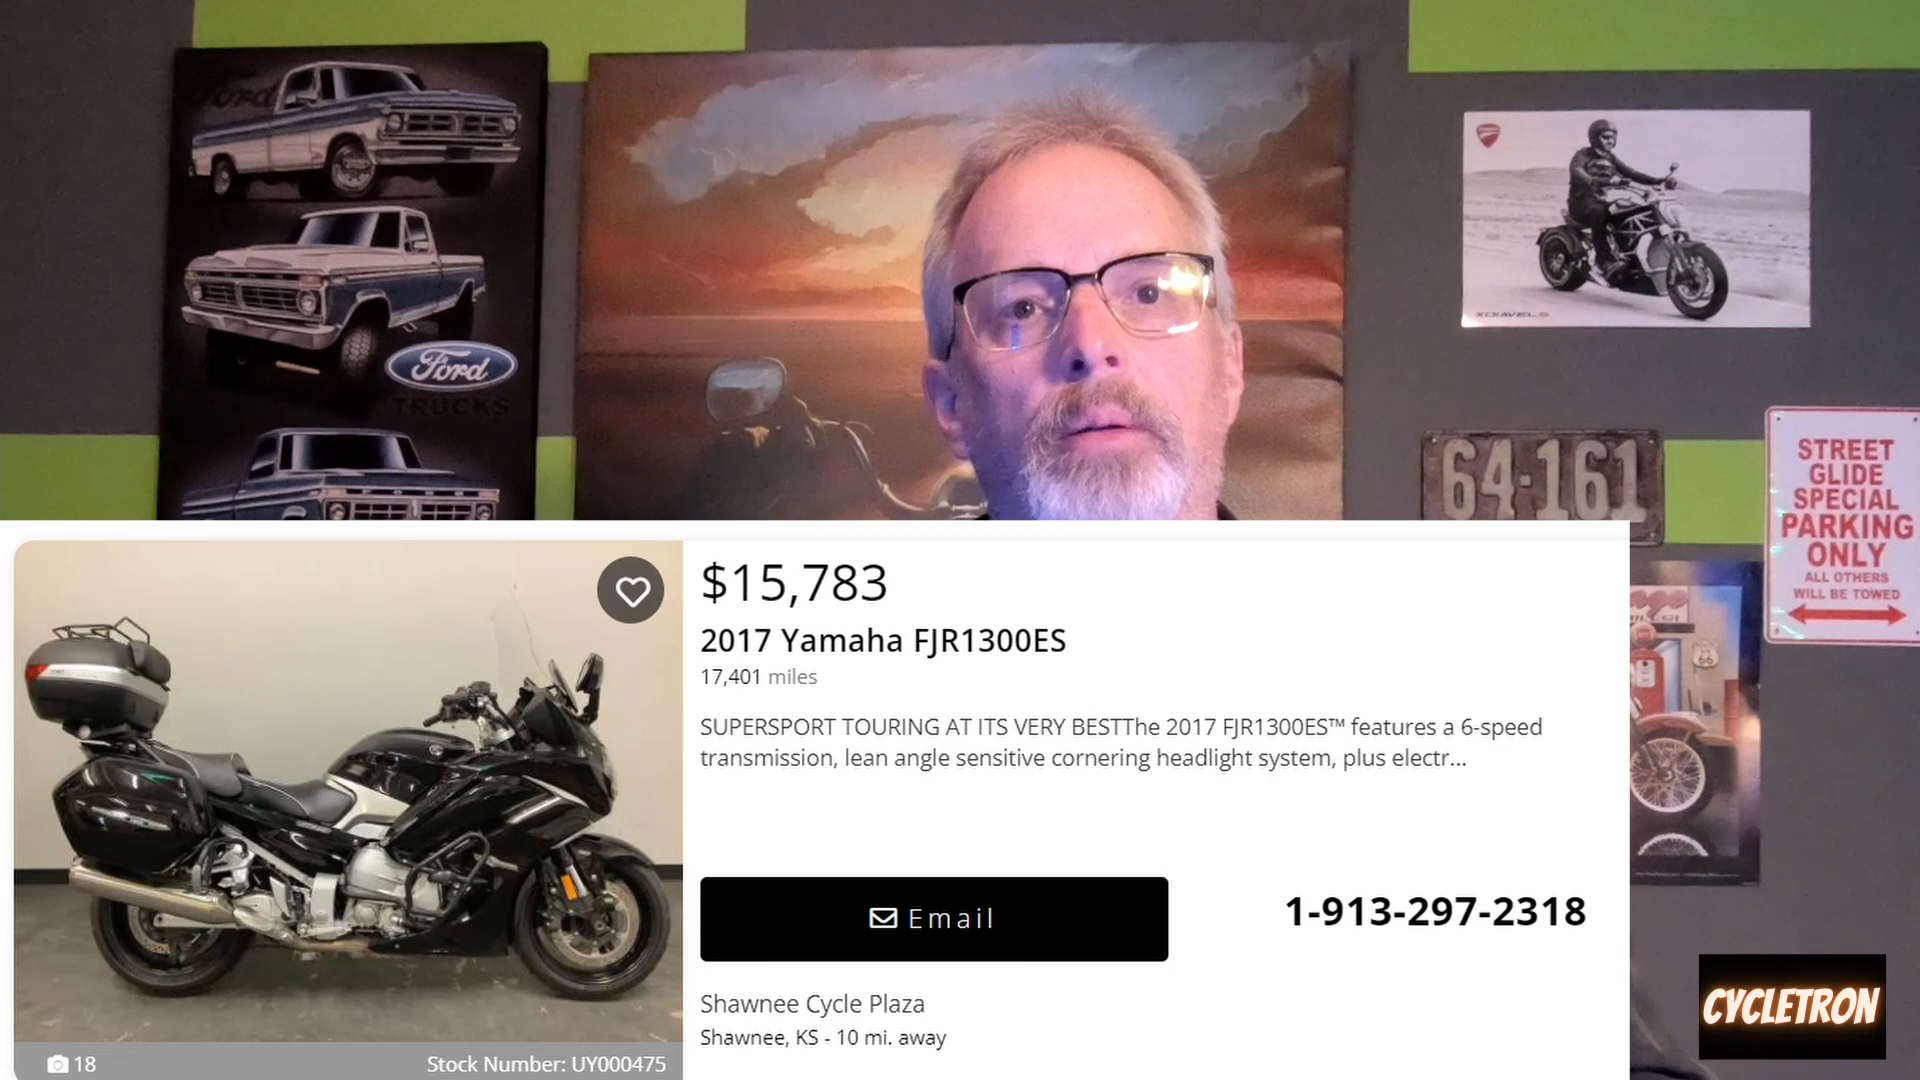 Ford
Ford
TRUCKS
DUCATI
XDIAVEL S
64-161
STREET
GLIDE
SPECIAL
PARKING
ONLY
ALL OTHERS
WILL BE TOWED
66
$15,783
2017 Yamaha FJR1300ES
17,401 miles
SUPERSPORT TOURING AT ITS VERY BESTThe 2017 FJR1300ES™ features a 6-speed
transmission, lean angle sensitive cornering headlight system, plus electr...
Email
1-913-297-2318
Shawnee Cycle Plaza
Shawnee, KS - 10 mi. away
18
Stock Number: UY000475
CYCLETRON